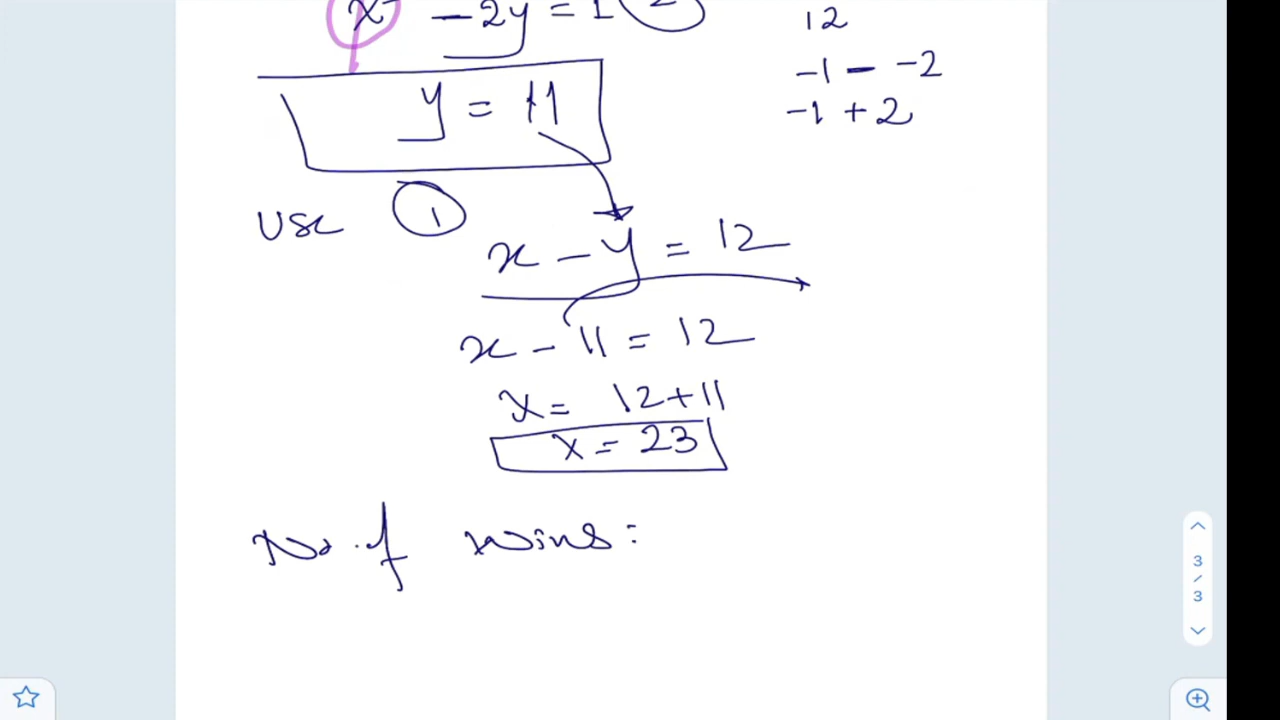 x - 2y = 1 2
y = 11
12
-1 - -2
-1 + 2
Use 1
x - y = 12
x - 11 = 12
x = 12 + 11
x = 23
No. of wins:
3
/
3